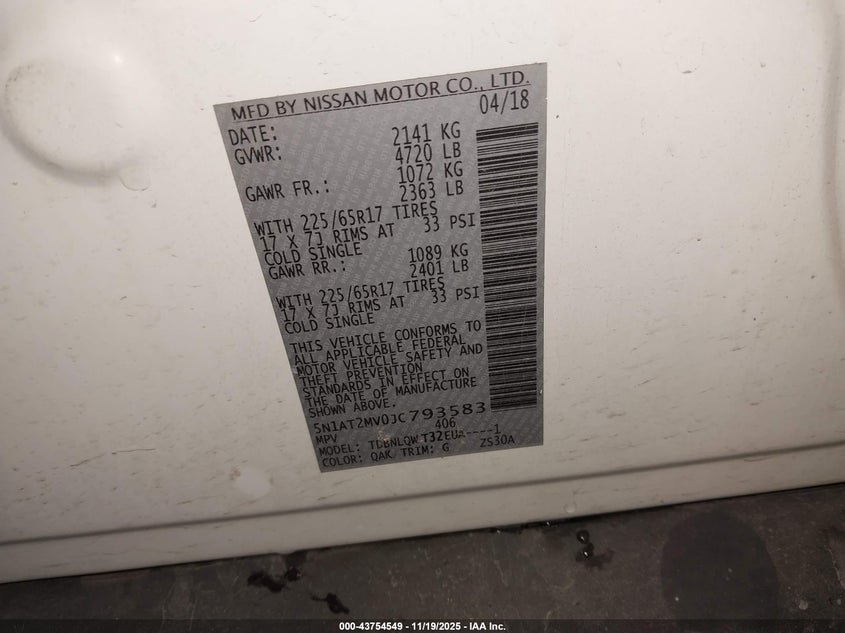 MFD BY NISSAN MOTOR CO., LTD.
DATE: 04/18
GVWR: 2141 KG
4720 LB
GAWR FR.: 1072 KG
2363 LB
WITH 225/65R17 TIRES
17 X 7J RIMS AT 33 PSI
COLD SINGLE
GAWR RR.: 1089 KG
2401 LB
WITH 225/65R17 TIRES
17 X 7J RIMS AT 33 PSI
COLD SINGLE
THIS VEHICLE CONFORMS TO
ALL APPLICABLE FEDERAL
MOTOR VEHICLE SAFETY AND
THEFT PREVENTION
STANDARDS IN EFFECT ON
THE DATE OF MANUFACTURE
SHOWN ABOVE.
5N1AT2MV0JC793583
MPV 406
MODEL: TDBNLQW T32EUA----1
COLOR: QAK TRIM: G ZS30A
000-43754549 - 11/19/2025 - IAA Inc.